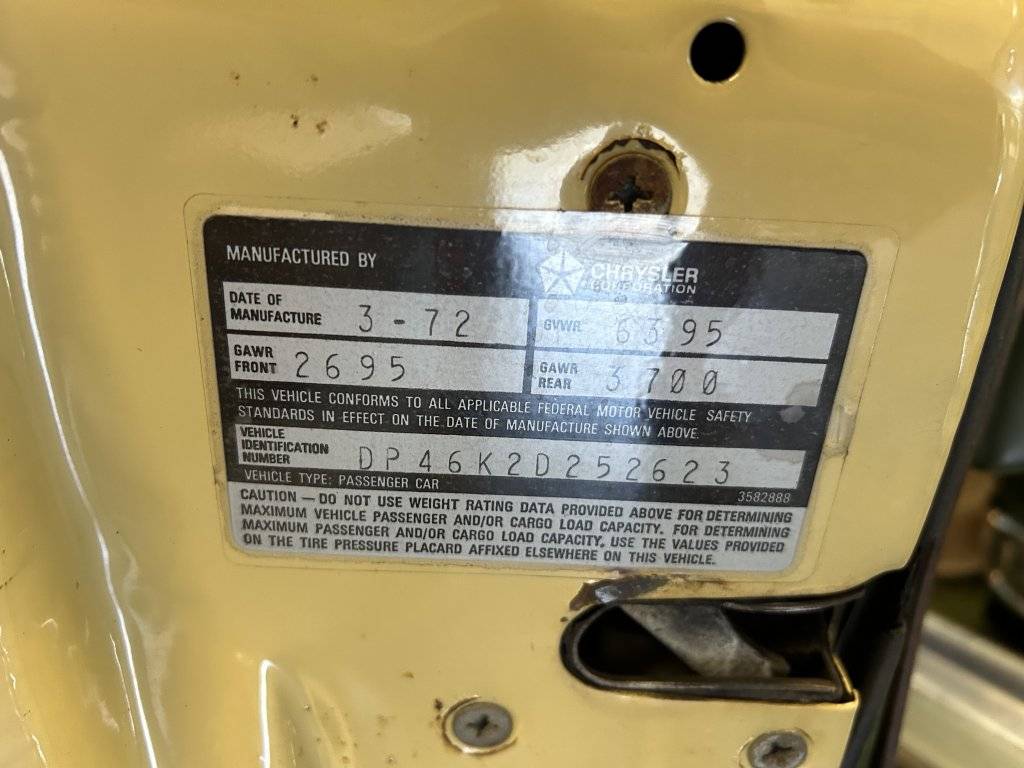 MANUFACTURED BY CHRYSLER
CORPORATION
DATE OF
MANUFACTURE 3-72 GVWR 6395
GAWR
FRONT 2695 GAWR
REAR 3700
THIS VEHICLE CONFORMS TO ALL APPLICABLE FEDERAL MOTOR VEHICLE SAFETY
STANDARDS IN EFFECT ON THE DATE OF MANUFACTURE SHOWN ABOVE.
VEHICLE
IDENTIFICATION
NUMBER DP46K2D252623
VEHICLE TYPE: PASSENGER CAR 3582888
CAUTION — DO NOT USE WEIGHT RATING DATA PROVIDED ABOVE FOR DETERMINING
MAXIMUM VEHICLE PASSENGER AND/OR CARGO LOAD CAPACITY. FOR DETERMINING
MAXIMUM PASSENGER AND/OR CARGO LOAD CAPACITY, USE THE VALUES PROVIDED
ON THE TIRE PRESSURE PLACARD AFFIXED ELSEWHERE ON THIS VEHICLE.